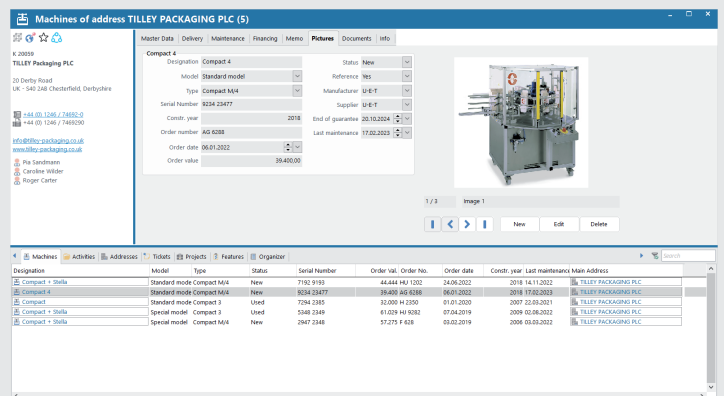 Machines of address TILLEY PACKAGING PLC (5)
K 20059
TILLEY Packaging PLC
20 Derby Road
UK - S40 2AB Chesterfield, Derbyshire
+44 (0) 1246 / 74692-0
+44 (0) 1246 / 7469290
info@tilley-packaging.co.uk
www.tilley-packaging.co.uk
Pia Sandmann
Caroline Wilder
Roger Carter
Master Data Delivery Maintenance Financing Memo Pictures Documents Info
Compact 4
Designation Compact 4 Status New
Model Standard model Reference Yes
Type Compact M/4 Manufacturer U-E-T
Serial Number 9234 23477 Supplier U-E-T
Constr. year 2018 End of guarantee 20.10.2024
Order number AG 6288 Last maintenance 17.02.2023
Order date 06.01.2022
Order value 39.400,00
1 / 3 Image 1
New Edit Delete
Machines Activities Addresses Tickets Projects Features Organizer Search
Designation Model Type Status Serial Number Order Val. Order No. Order date Constr. year Last maintenance Main Address
Compact + Stella Standard mode Compact M/4 New 7192 9193 44.444 HU 1202 24.06.2022 2018 14.11.2022 TILLEY PACKAGING PLC
Compact 4 Standard mode Compact M/4 New 9234 23477 39.400 AG 6288 06.01.2022 2018 17.02.2023 TILLEY PACKAGING PLC
Compact Standard mode Compact 3 Used 7294 2385 32.000 H 2350 01.01.2020 2007 22.03.2021 TILLEY PACKAGING PLC
Compact + Stella Special model Compact 3 Used 5348 2349 61.029 HJ 9282 07.04.2019 2009 02.08.2022 TILLEY PACKAGING PLC
Compact + Stella Special model Compact M/4 New 2947 2348 57.275 F 628 03.02.2019 2006 03.03.2022 TILLEY PACKAGING PLC